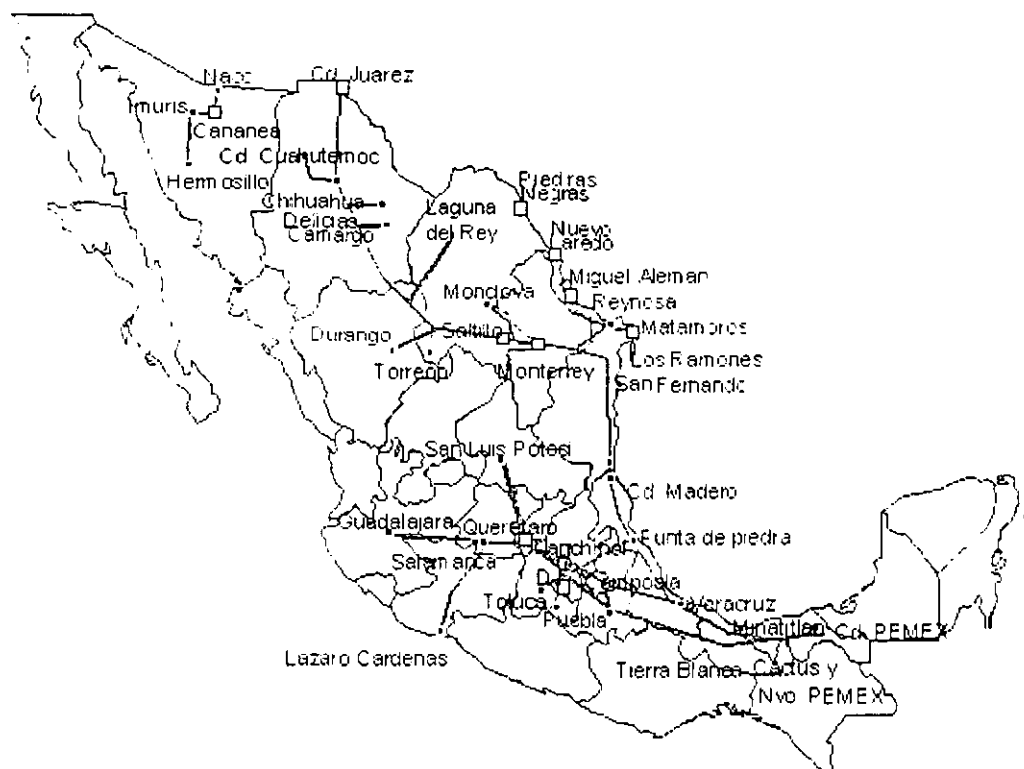 Naco
Cd. Juarez
Imuris
Cananea
Cd Cuahutemoc
Hermosillo
Chihuahua
Delicias
Camargo
Laguna
del Rey
Piedras
Negras
Nuevo
Laredo
Miguel Aleman
Monclova
Reynosa
Durango
Saltillo
Matamoros
Torreon
Monterrey
Los Ramones
San Fernando
San Luis Potosi
Cd Madero
Guadalajara
Queretaro
Punta de piedra
Salamanca
Toluca
Veracruz
Puebla
Minatitlan
Cd PEMEX
Lazaro Cardenas
Tierra Blanca
Cactus y
Nvo PEMEX